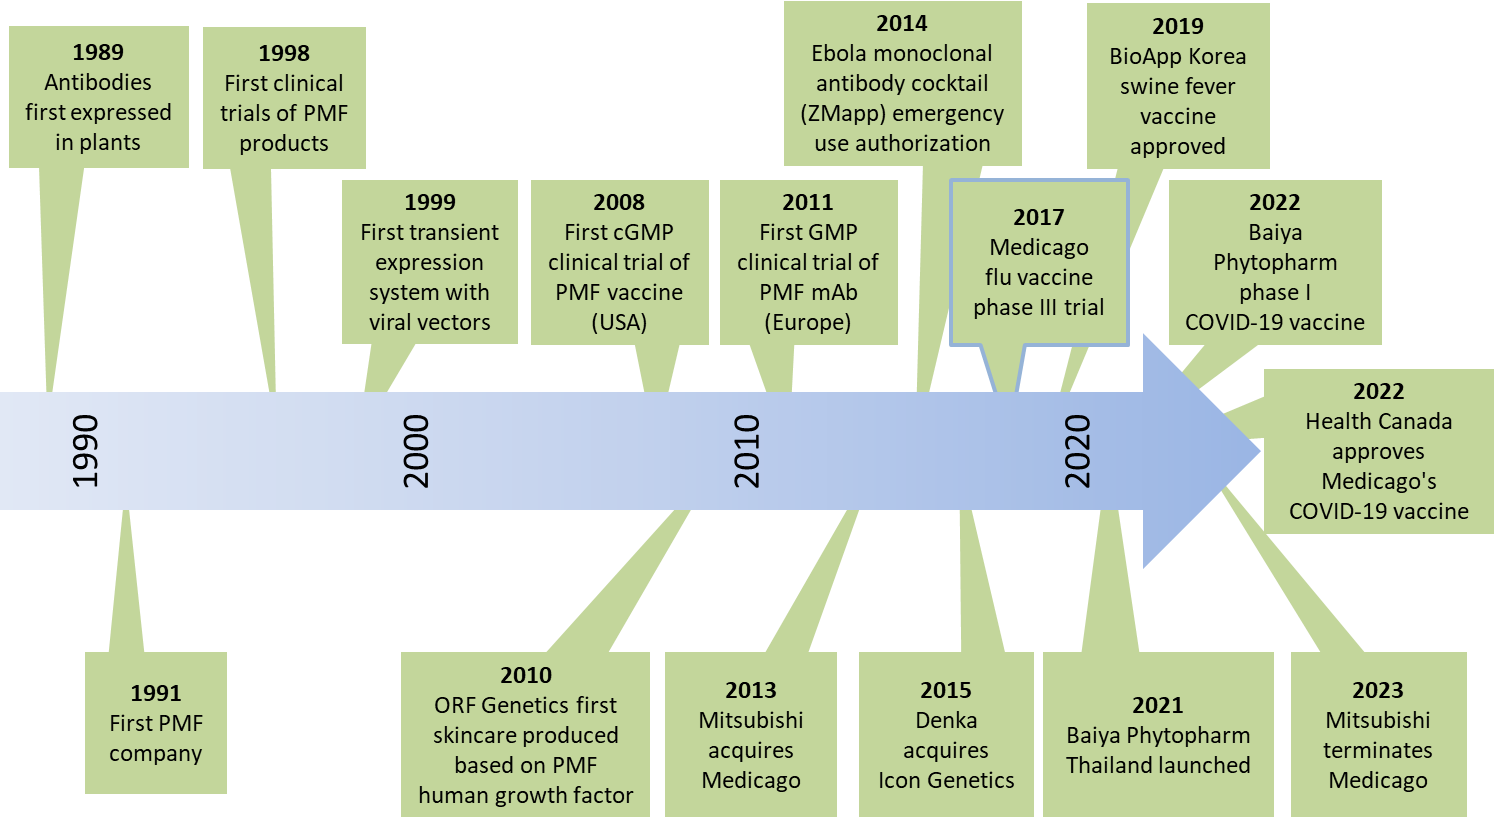 1989
Antibodies
first expressed
in plants
1998
First clinical
trials of PMF
products
1999
First transient
expression
system with
viral vectors
2008
First cGMP
clinical trial of
PMF vaccine
(USA)
2011
First GMP
clinical trial of
PMF mAb
(Europe)
2014
Ebola monoclonal
antibody cocktail
(ZMapp) emergency
use authorization
2017
Medicago
flu vaccine
phase III trial
2019
BioApp Korea
swine fever
vaccine
approved
2022
Baiya
Phytopharm
phase I
COVID-19 vaccine
2022
Health Canada
approves
Medicago's
COVID-19 vaccine
1990
2000
2010
2020
1991
First PMF
company
2010
ORF Genetics first
skincare produced
based on PMF
human growth factor
2013
Mitsubishi
acquires
Medicago
2015
Denka
acquires
Icon Genetics
2021
Baiya Phytopharm
Thailand launched
2023
Mitsubishi
terminates
Medicago